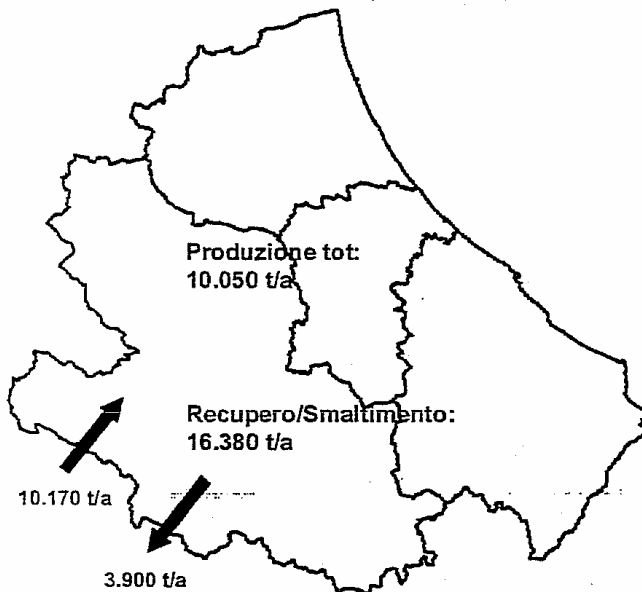 Produzione tot:
10.050 t/a
Recupero/Smaltimento:
16.380 t/a
10.170 t/a
3.900 t/a